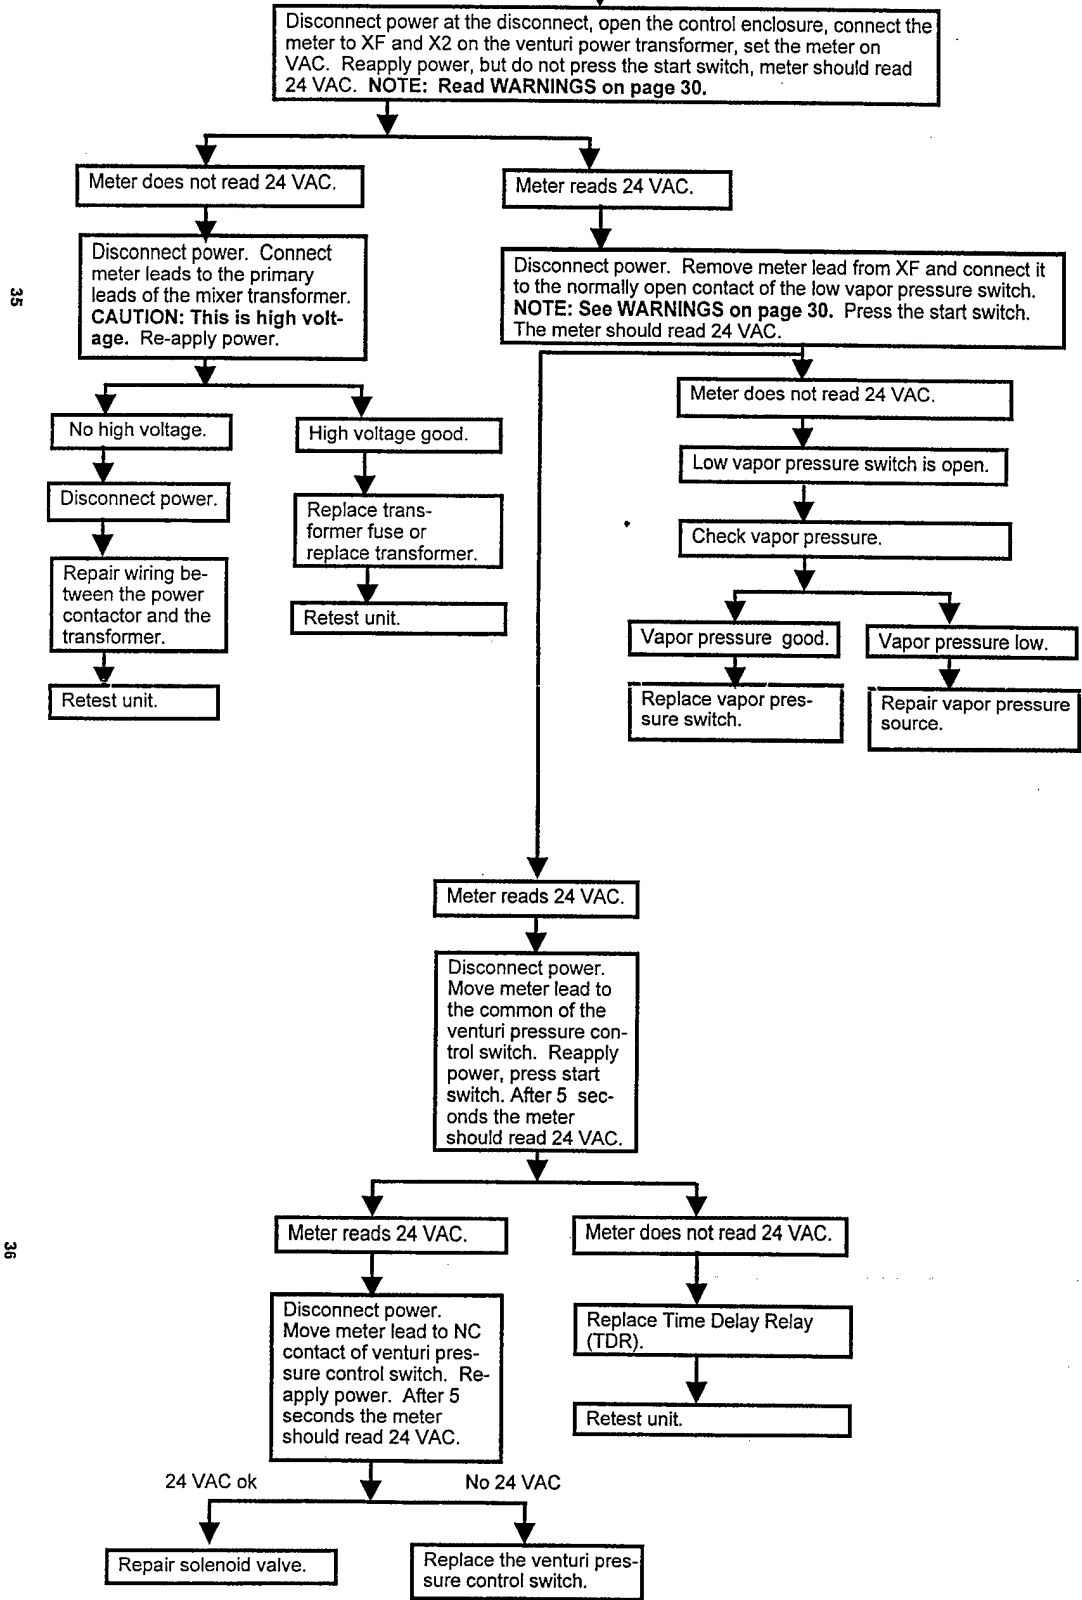 Disconnect power at the disconnect, open the control enclosure, connect the
meter to XF and X2 on the venturi power transformer, set the meter on
VAC. Reapply power, but do not press the start switch, meter should read
24 VAC. NOTE: Read WARNINGS on page 30.
Meter does not read 24 VAC.
Meter reads 24 VAC.
Disconnect power. Connect
meter leads to the primary
leads of the mixer transformer.
CAUTION: This is high volt-
age. Re-apply power.
Disconnect power. Remove meter lead from XF and connect it
to the normally open contact of the low vapor pressure switch.
NOTE: See WARNINGS on page 30. Press the start switch.
The meter should read 24 VAC.
35
No high voltage.
High voltage good.
Disconnect power.
Replace trans-
former fuse or
replace transformer.
Repair wiring be-
tween the power
contactor and the
transformer.
Retest unit.
Retest unit.
Meter does not read 24 VAC.
Low vapor pressure switch is open.
Check vapor pressure.
Vapor pressure good.
Vapor pressure low.
Replace vapor pres-
sure switch.
Repair vapor pressure
source.
Meter reads 24 VAC.
Disconnect power.
Move meter lead to
the common of the
venturi pressure con-
trol switch. Reapply
power, press start
switch. After 5 sec-
onds the meter
should read 24 VAC.
36
Meter reads 24 VAC.
Meter does not read 24 VAC.
Disconnect power.
Move meter lead to NC
contact of venturi pres-
sure control switch. Re-
apply power. After 5
seconds the meter
should read 24 VAC.
Replace Time Delay Relay
(TDR).
Retest unit.
24 VAC ok
No 24 VAC
Repair solenoid valve.
Replace the venturi pres-
sure control switch.